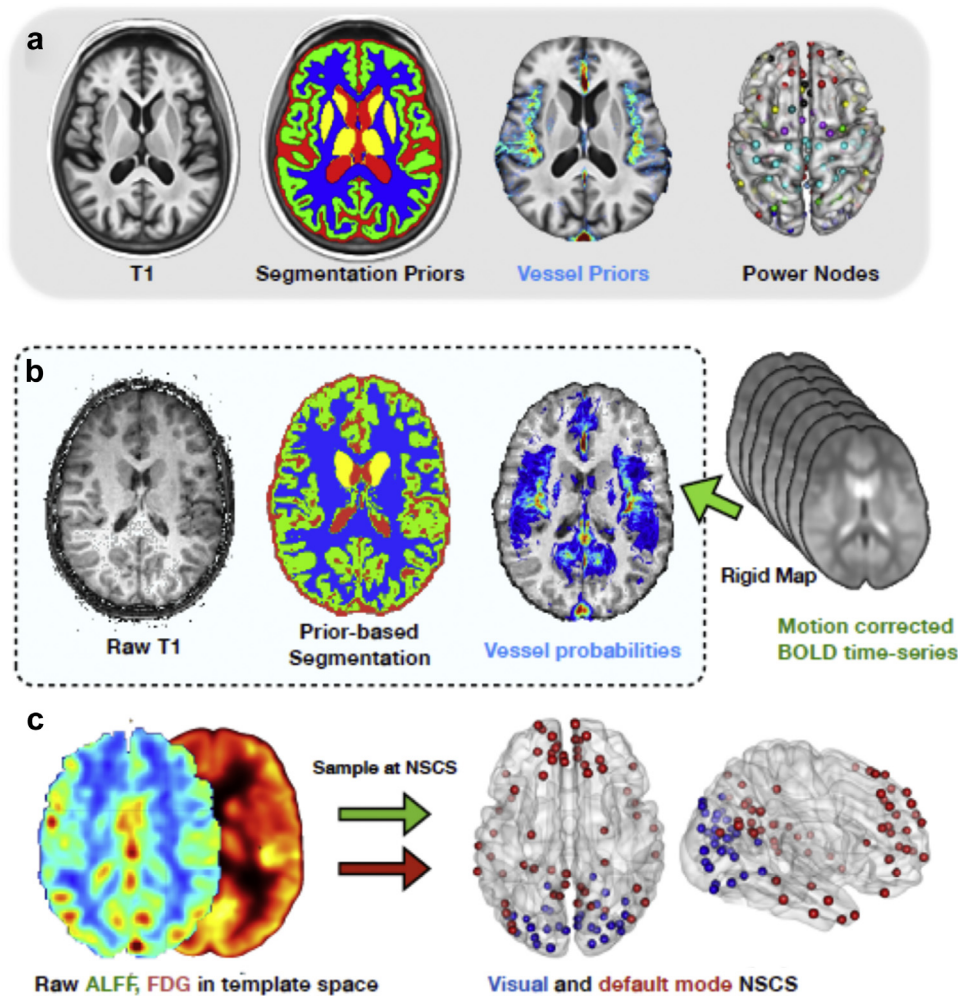 a
T1
Segmentation Priors
Vessel Priors
Power Nodes
b
Raw T1
Prior-based
Segmentation
Vessel probabilities
Rigid Map
Motion corrected
BOLD time-series
c
Sample at NSCS
Raw ALFF, FDG in template space
Visual and default mode NSCS